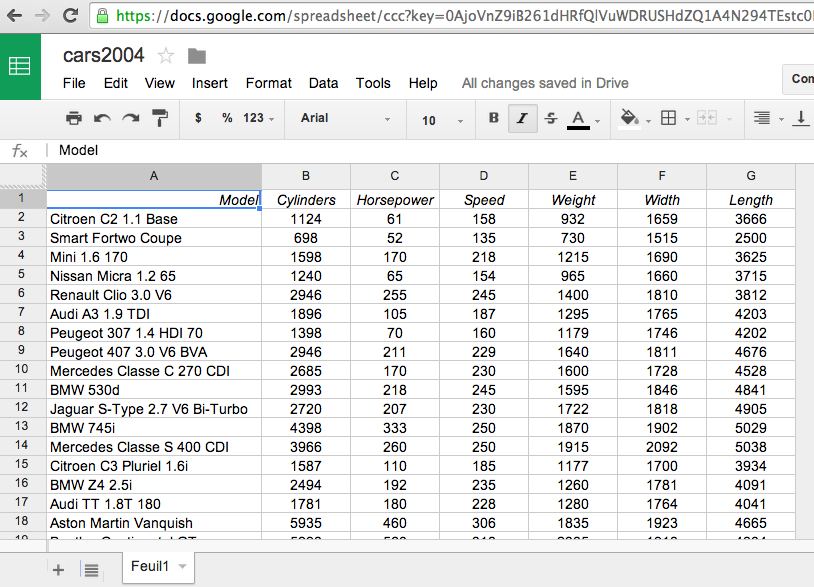 https://docs.google.com/spreadsheet/ccc?key=0AjoVnZ9iB261dHRfQlVuWDRUSHdZQ1A4N294TEstc0
cars2004
File Edit View Insert Format Data Tools Help All changes saved in Drive
Com
$ % 123 Arial 10 B I S A
fx Model
A B C D E F G
1 Model Cylinders Horsepower Speed Weight Width Length
2 Citroen C2 1.1 Base 1124 61 158 932 1659 3666
3 Smart Fortwo Coupe 698 52 135 730 1515 2500
4 Mini 1.6 170 1598 170 218 1215 1690 3625
5 Nissan Micra 1.2 65 1240 65 154 965 1660 3715
6 Renault Clio 3.0 V6 2946 255 245 1400 1810 3812
7 Audi A3 1.9 TDI 1896 105 187 1295 1765 4203
8 Peugeot 307 1.4 HDI 70 1398 70 160 1179 1746 4202
9 Peugeot 407 3.0 V6 BVA 2946 211 229 1640 1811 4676
10 Mercedes Classe C 270 CDI 2685 170 230 1600 1728 4528
11 BMW 530d 2993 218 245 1595 1846 4841
12 Jaguar S-Type 2.7 V6 Bi-Turbo 2720 207 230 1722 1818 4905
13 BMW 745i 4398 333 250 1870 1902 5029
14 Mercedes Classe S 400 CDI 3966 260 250 1915 2092 5038
15 Citroen C3 Pluriel 1.6i 1587 110 185 1177 1700 3934
16 BMW Z4 2.5i 2494 192 235 1260 1781 4091
17 Audi TT 1.8T 180 1781 180 228 1280 1764 4041
18 Aston Martin Vanquish 5935 460 306 1835 1923 4665
Feuil1